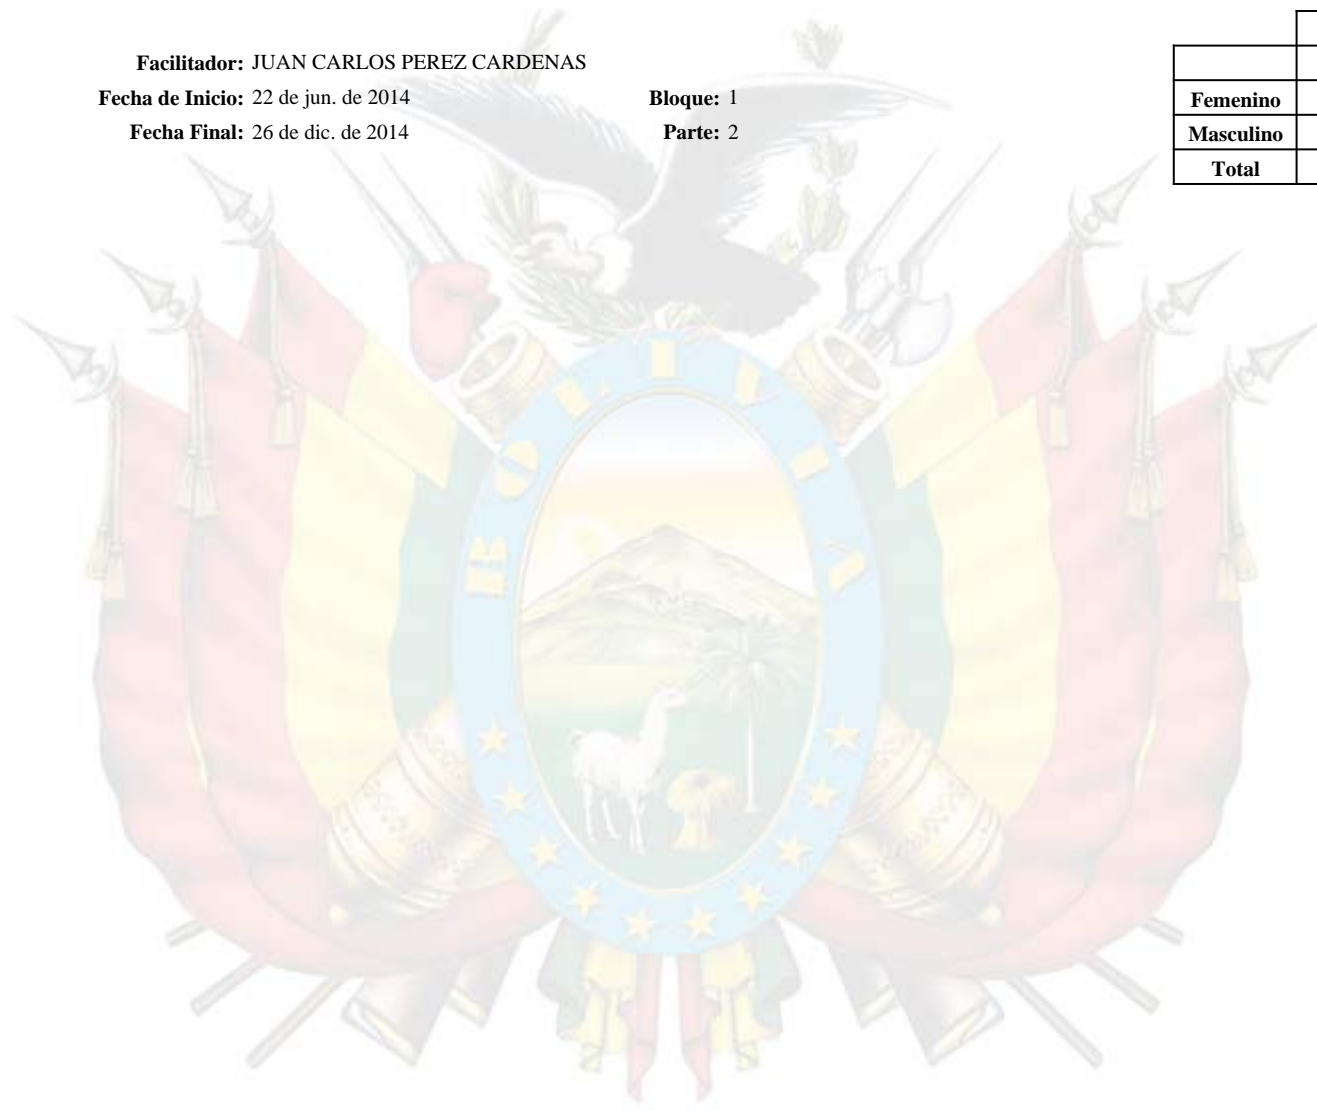 Facilitador: JUAN CARLOS PEREZ CARDENAS
Fecha de Inicio: 22 de jun. de 2014 Bloque: 1
Fecha Final: 26 de dic. de 2014 Parte: 2
Femenino
Masculino
Total
BOLIVIA